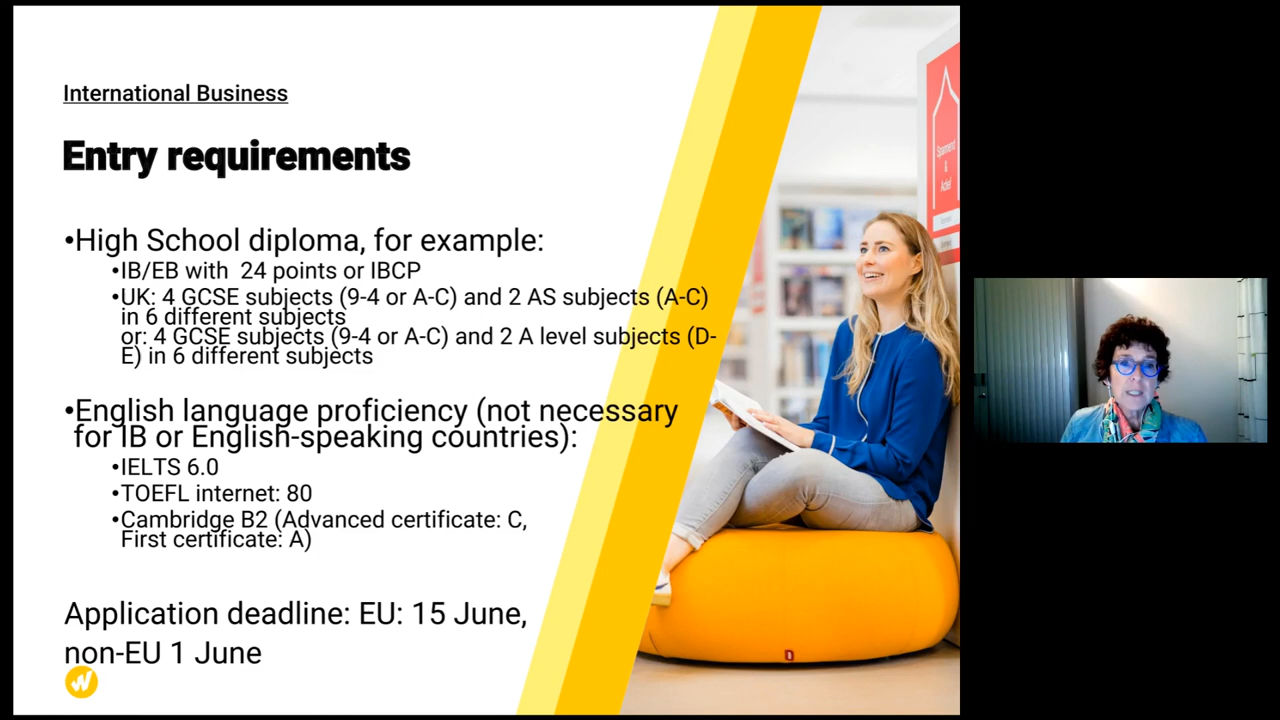 International Business
Entry requirements
•High School diploma, for example:
•IB/EB with  24 points or IBCP
•UK: 4 GCSE subjects (9-4 or A-C) and 2 AS subjects (A-C)
in 6 different subjects
or: 4 GCSE subjects (9-4 or A-C) and 2 A level subjects (D-
E) in 6 different subjects
•English language proficiency (not necessary
for IB or English-speaking countries):
•IELTS 6.0
•TOEFL internet: 80
•Cambridge B2 (Advanced certificate: C,
First certificate: A)
Application deadline: EU: 15 June,
non-EU 1 June
Spannend
&
Actief